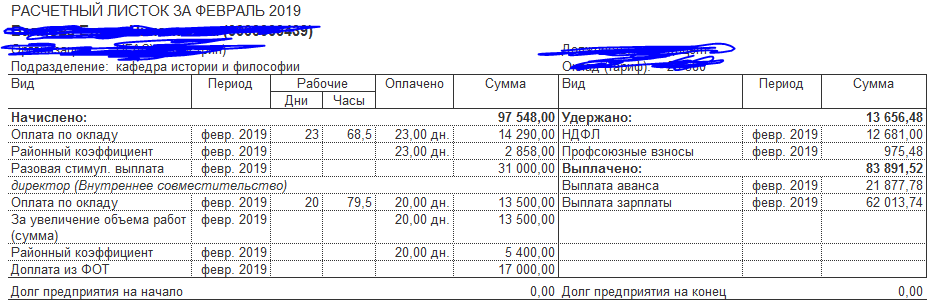 РАСЧЕТНЫЙ ЛИСТОК ЗА ФЕВРАЛЬ 2019
Подразделение: кафедра истории и философии
Вид Период Рабочие Оплачено Сумма Вид Период Сумма
Дни Часы
Начислено: 97 548,00 Удержано: 13 656,48
Оплата по окладу февр. 2019 23 68,5 23,00 дн. 14 290,00 НДФЛ февр. 2019 12 681,00
Районный коэффициент февр. 2019 23,00 дн. 2 858,00 Профсоюзные взносы февр. 2019 975,48
Разовая стимул. выплата февр. 2019 31 000,00 Выплачено: 83 891,52
директор (Внутреннее совместительство) Выплата аванса февр. 2019 21 877,78
Оплата по окладу февр. 2019 20 79,5 20,00 дн. 13 500,00 Выплата зарплаты февр. 2019 62 013,74
За увеличение объема работ февр. 2019 20,00 дн. 13 500,00
(сумма)
Районный коэффициент февр. 2019 20,00 дн. 5 400,00
Доплата из ФОТ февр. 2019 17 000,00
Долг предприятия на начало 0,00 Долг предприятия на конец 0,00